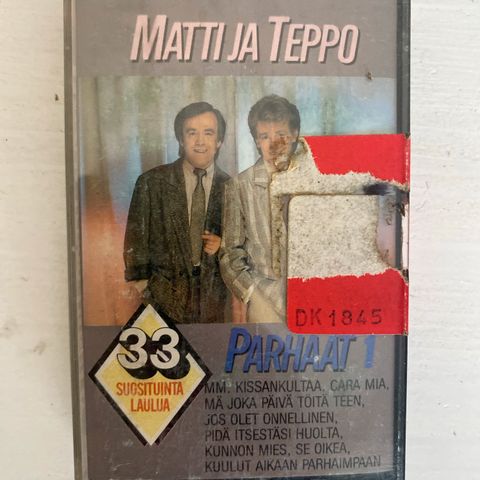 MATTI JA TEPPO
DK 1845
33
SUOSITUINTA
LAULUA
PARHAAT 1
MM. KISSANKULTAA, CARA MIA,
MÄ JOKA PÄIVÄ TÖITÄ TEEN,
JOS OLET ONNELLINEN,
PIDÄ ITSESTÄSI HUOLTA,
KUNNON MIES, SE OIKEA,
KUULUT AIKAAN PARHAIMPAAN